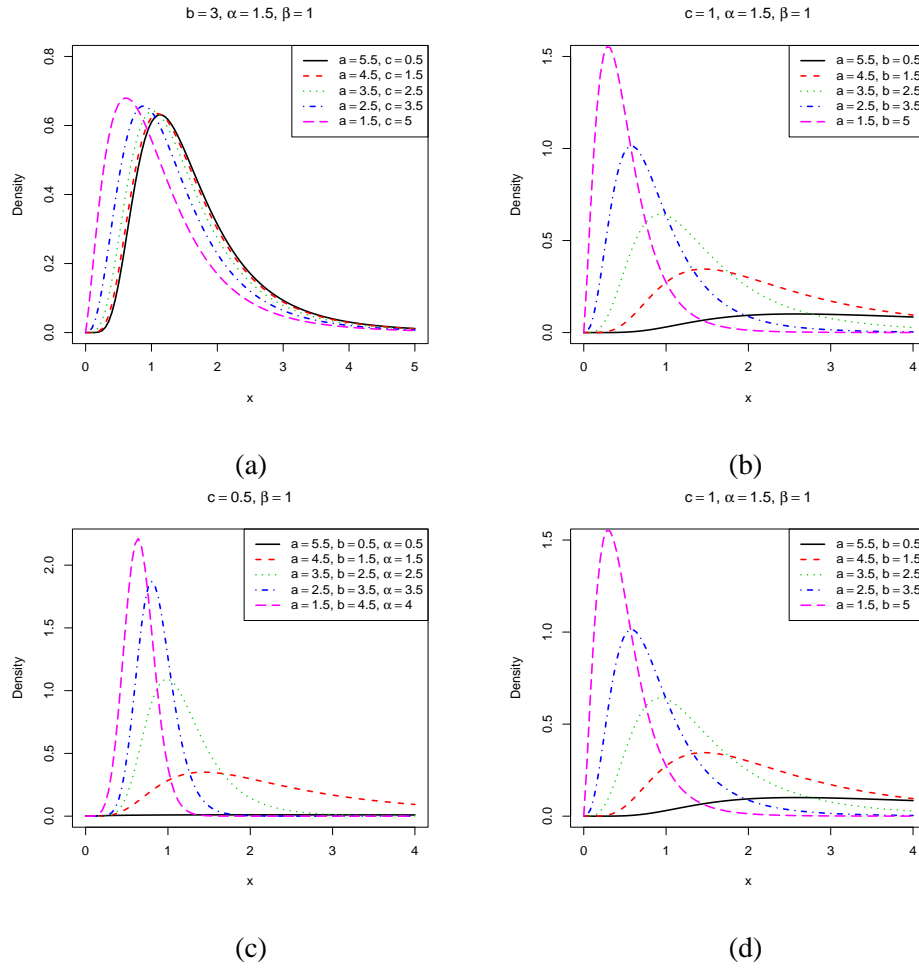 b = 3, α = 1.5, β = 1
a = 5.5, c = 0.5
a = 4.5, c = 1.5
a = 3.5, c = 2.5
a = 2.5, c = 3.5
a = 1.5, c = 5
Density
0.0 0.2 0.4 0.6 0.8
0 1 2 3 4 5
x
(a)
c = 1, α = 1.5, β = 1
a = 5.5, b = 0.5
a = 4.5, b = 1.5
a = 3.5, b = 2.5
a = 2.5, b = 3.5
a = 1.5, b = 5
Density
0.0 0.5 1.0 1.5
0 1 2 3 4
x
(b)
c = 0.5, β = 1
a = 5.5, b = 0.5, α = 0.5
a = 4.5, b = 1.5, α = 1.5
a = 3.5, b = 2.5, α = 2.5
a = 2.5, b = 3.5, α = 3.5
a = 1.5, b = 4.5, α = 4
Density
0.0 0.5 1.0 1.5 2.0
0 1 2 3 4
x
(c)
c = 1, α = 1.5, β = 1
a = 5.5, b = 0.5
a = 4.5, b = 1.5
a = 3.5, b = 2.5
a = 2.5, b = 3.5
a = 1.5, b = 5
Density
0.0 0.5 1.0 1.5
0 1 2 3 4
x
(d)